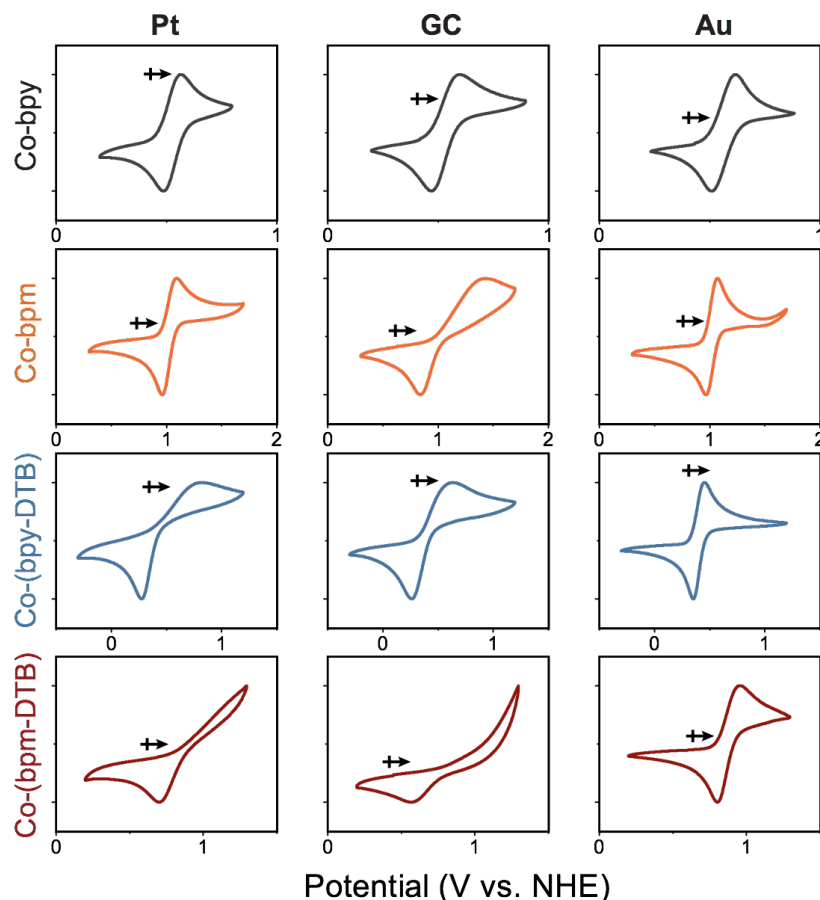 Pt GC Au
Co-bpy
0 1 0 1 0 1
Co-bpm
0 1 2 0 1 2 0 1 2
Co-(bpy-DTB)
0 1 0 1 0 1
Co-(bpm-DTB)
0 1 0 1 0 1
Potential (V vs. NHE)